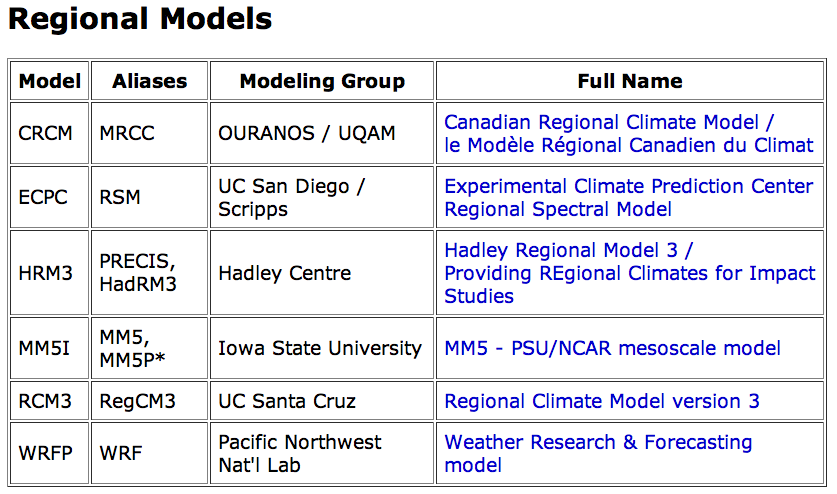 Regional Models
Model Aliases Modeling Group Full Name
CRCM MRCC OURANOS / UQAM Canadian Regional Climate Model /
le Modèle Régional Canadien du Climat
ECPC RSM UC San Diego / Experimental Climate Prediction Center
Scripps Regional Spectral Model
HRM3 PRECIS, Hadley Centre Hadley Regional Model 3 /
HadRM3 Providing REgional Climates for Impact
Studies
MM5I MM5, Iowa State University MM5 - PSU/NCAR mesoscale model
MM5P*
RCM3 RegCM3 UC Santa Cruz Regional Climate Model version 3
WRFP WRF Pacific Northwest Weather Research & Forecasting
Nat'l Lab model